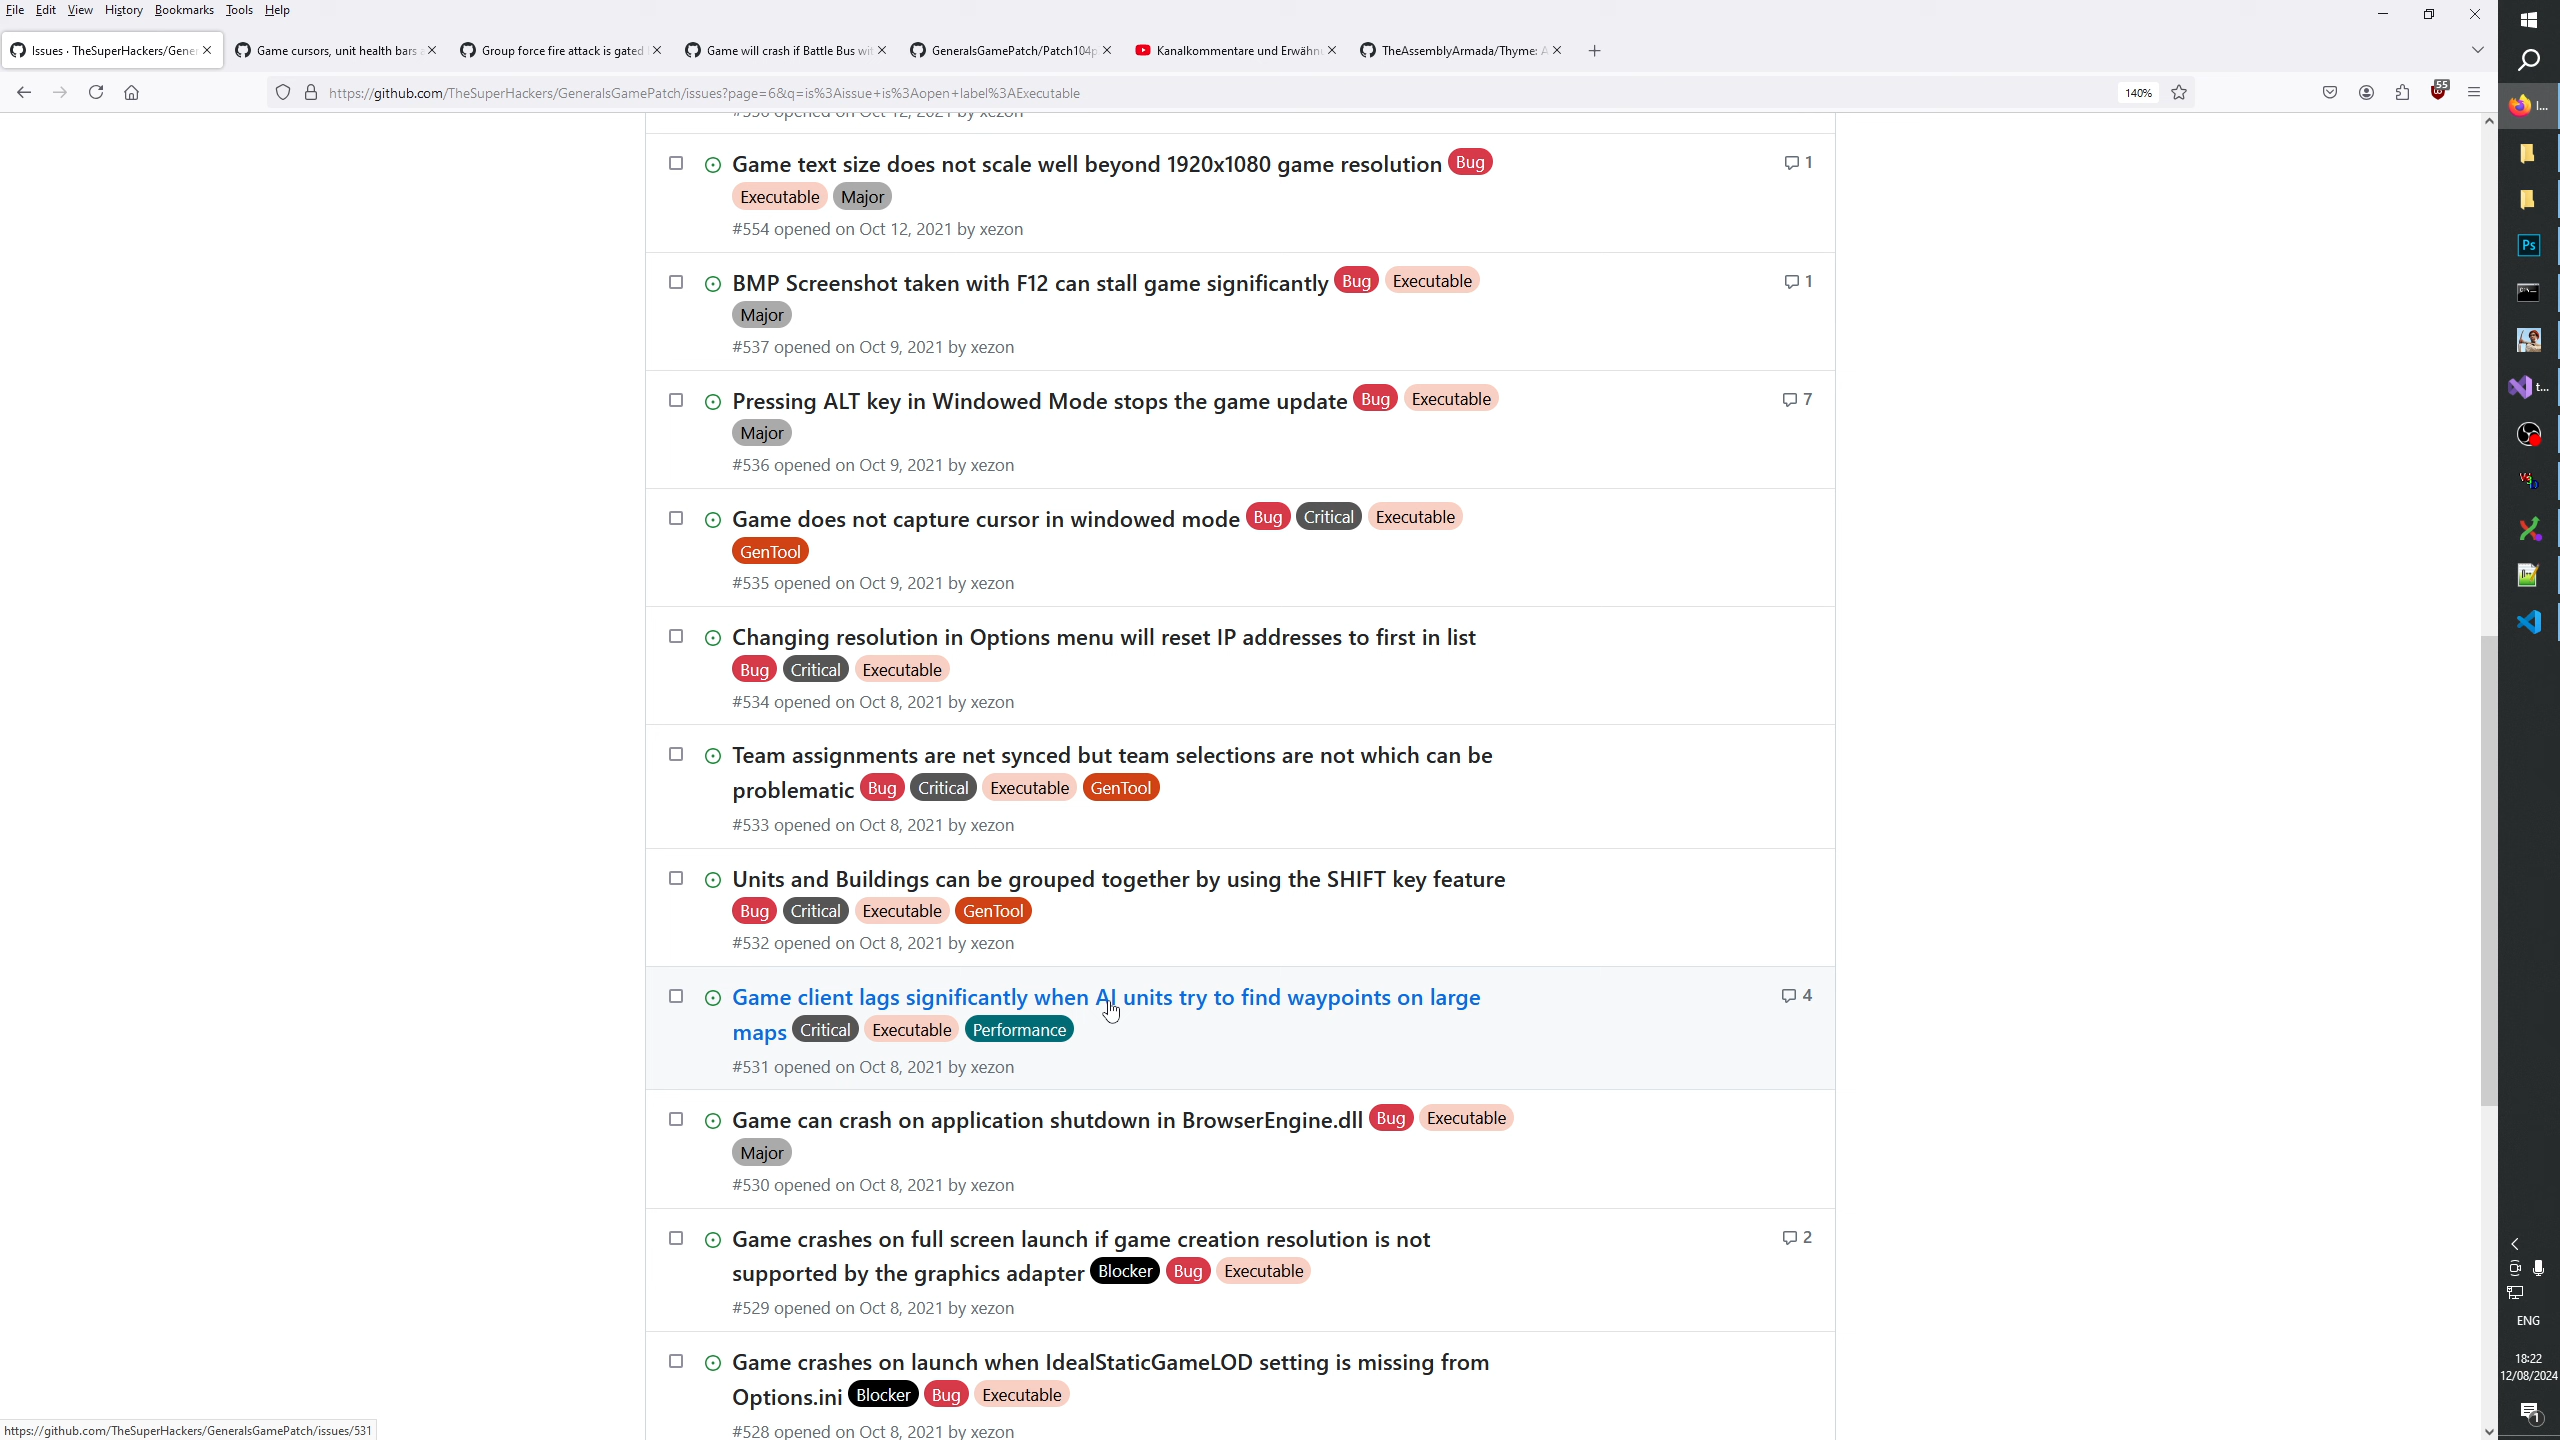 File Edit View History Bookmarks Tools Help
Issues · TheSuperHackers/Gener
Game cursors, unit health bars a
Group force fire attack is gated
Game will crash if Battle Bus wit
GeneralsGamePatch/Patch104p
Kanalkommentare und Erwähn
TheAssemblyArmada/Thyme: A
https://github.com/TheSuperHackers/GeneralsGamePatch/issues?page=6&q=is%3Aissue+is%3Aopen+label%3AExecutable
140%
55
Game text size does not scale well beyond 1920x1080 game resolution Bug 1
Executable Major
#554 opened on Oct 12, 2021 by xezon
BMP Screenshot taken with F12 can stall game significantly Bug Executable 1
Major
#537 opened on Oct 9, 2021 by xezon
Pressing ALT key in Windowed Mode stops the game update Bug Executable 7
Major
#536 opened on Oct 9, 2021 by xezon
Game does not capture cursor in windowed mode Bug Critical Executable
GenTool
#535 opened on Oct 9, 2021 by xezon
Changing resolution in Options menu will reset IP addresses to first in list
Bug Critical Executable
#534 opened on Oct 8, 2021 by xezon
Team assignments are net synced but team selections are not which can be
problematic Bug Critical Executable GenTool
#533 opened on Oct 8, 2021 by xezon
Units and Buildings can be grouped together by using the SHIFT key feature
Bug Critical Executable GenTool
#532 opened on Oct 8, 2021 by xezon
Game client lags significantly when AI units try to find waypoints on large 4
maps Critical Executable Performance
#531 opened on Oct 8, 2021 by xezon
Game can crash on application shutdown in BrowserEngine.dll Bug Executable
Major
#530 opened on Oct 8, 2021 by xezon
Game crashes on full screen launch if game creation resolution is not 2
supported by the graphics adapter Blocker Bug Executable
#529 opened on Oct 8, 2021 by xezon
Game crashes on launch when IdealStaticGameLOD setting is missing from
Options.ini Blocker Bug Executable
#528 opened on Oct 8, 2021 by xezon
https://github.com/TheSuperHackers/GeneralsGamePatch/issues/531
I...
Ps
t...
ENG
18:22
12/08/2024
1